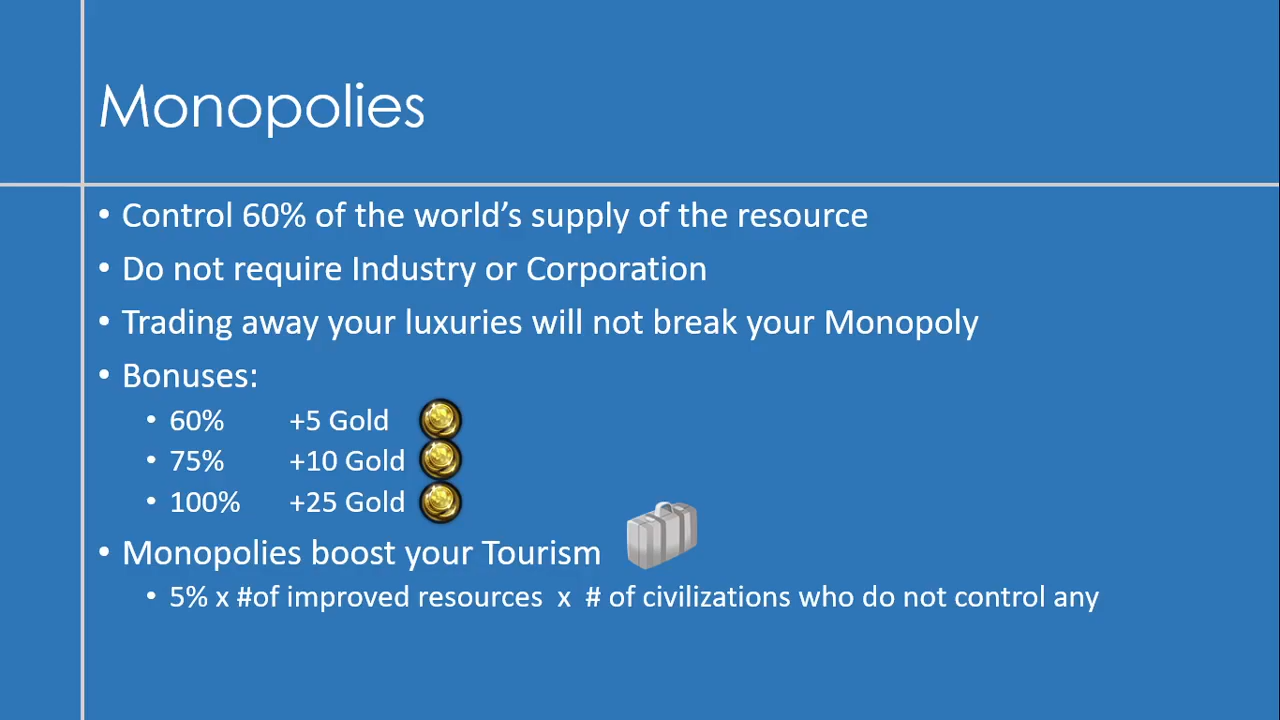 Monopolies
• Control 60% of the world's supply of the resource
• Do not require Industry or Corporation
• Trading away your luxuries will not break your Monopoly
• Bonuses:
• 60% +5 Gold
• 75% +10 Gold
• 100% +25 Gold
• Monopolies boost your Tourism
• 5% x #of improved resources x # of civilizations who do not control any